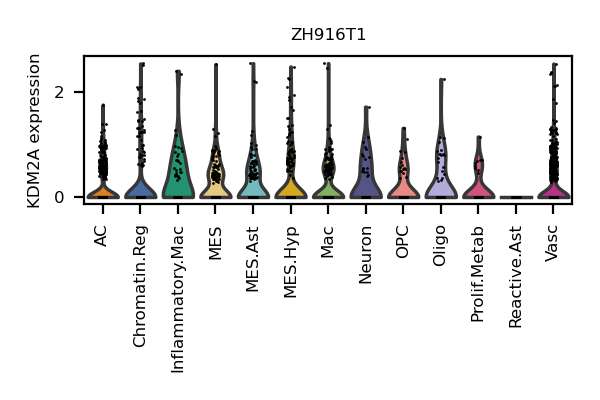 ZH916T1
KDM2A expression
2
0
AC
Chromatin.Reg
Inflammatory.Mac
MES
MES.Ast
MES.Hyp
Mac
Neuron
OPC
Oligo
Prolif.Metab
Reactive.Ast
Vasc